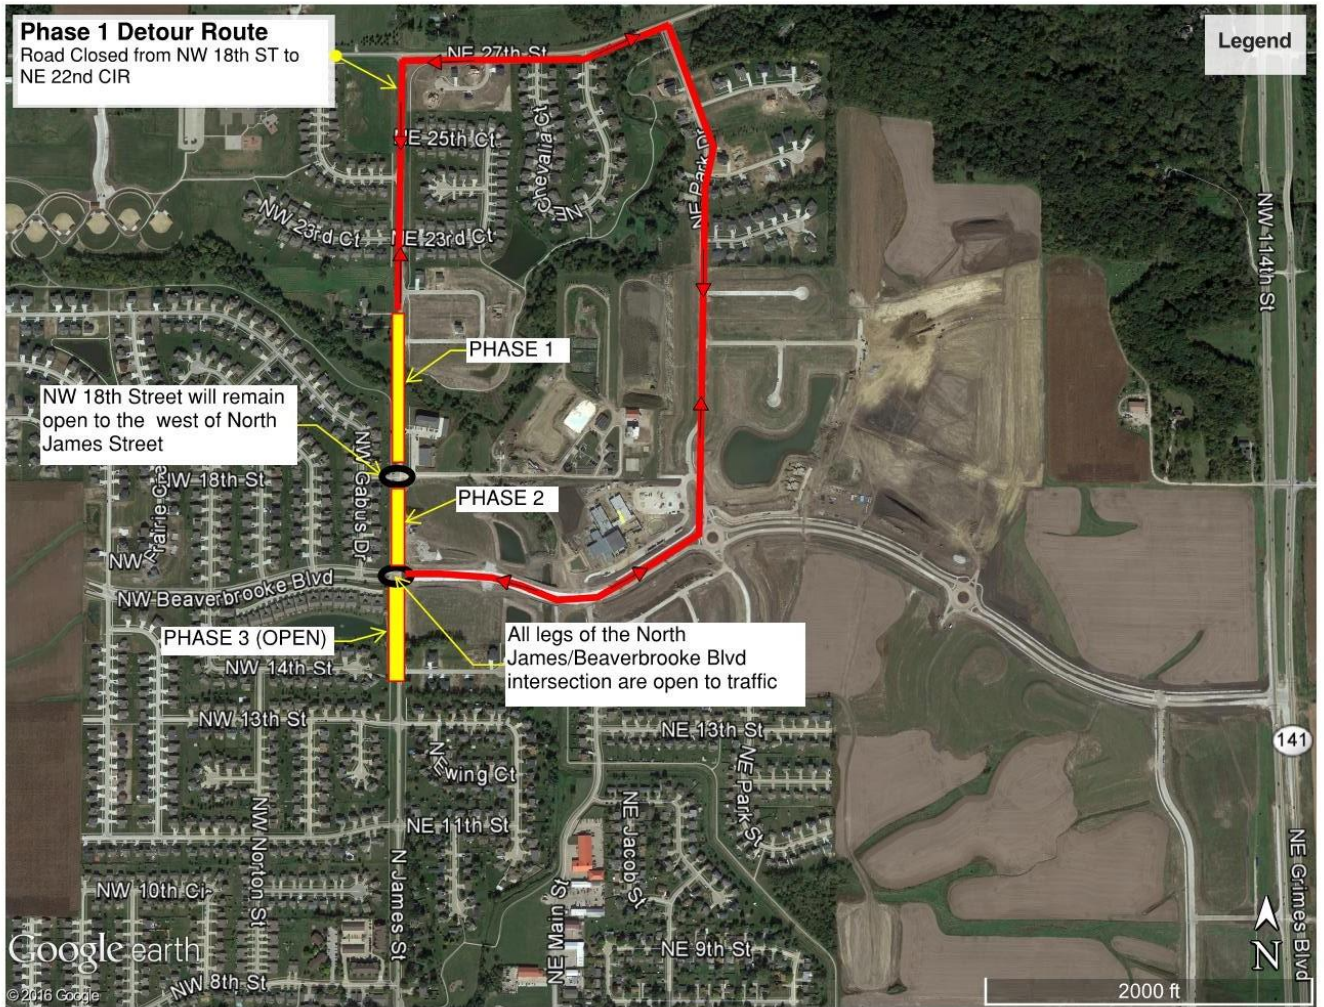 Phase 1 Detour Route
Road Closed from NW 18th ST to
NE 22nd CIR
Legend
NE 27th St
NE 25th Ct
Chevalia Ct
NE
NE Park Dr
NW 23rd Ct
NE 23rd Ct
NW 114th St
PHASE 1
NW 18th Street will remain
open to the west of North
James Street
NW 18th St
NW Gabus Dr
PHASE 2
NW
NW Beaverbrooke Blvd
PHASE 3 (OPEN)
All legs of the North
James/Beaverbrooke Blvd
intersection are open to traffic
NW 14th St
NW 13th St
NE 13th St
141
NE
wing Ct
NE Park St
NE 11th St
NE Jacob St
NW Norton St
N James St
NW 10th Ci
NE Main St
NE 9th St
NE Grimes Blvd
N
Google earth
NW 8th St
© 2016 Google
2000 ft